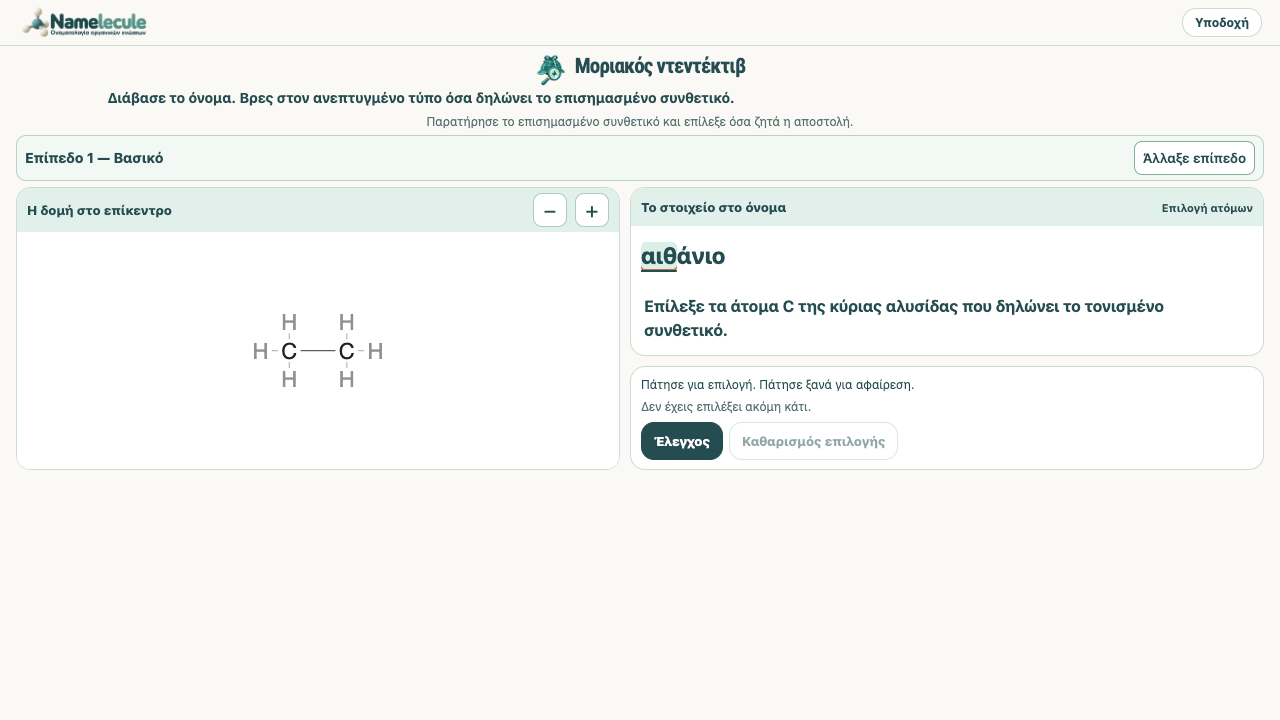 Namelecule
Ονοματολογία οργανικών ενώσεων
Υποδοχή
Μοριακός ντεντέκτιβ
Διάβασε το όνομα. Βρες στον ανεπτυγμένο τύπο όσα δηλώνει το επισημασμένο συνθετικό.
Παρατήρησε το επισημασμένο συνθετικό και επίλεξε όσα ζητά η αποστολή.
Επίπεδο 1 — Βασικό
Άλλαξε επίπεδο
Η δομή στο επίκεντρο
− +
H H
H C C H
H H
Το στοιχείο στο όνομα
Επιλογή ατόμων
αιθάνιο
Επίλεξε τα άτομα C της κύριας αλυσίδας που δηλώνει το τονισμένο
συνθετικό.
Πάτησε για επιλογή. Πάτησε ξανά για αφαίρεση.
Δεν έχεις επιλέξει ακόμη κάτι.
Έλεγχος
Καθαρισμός επιλογής